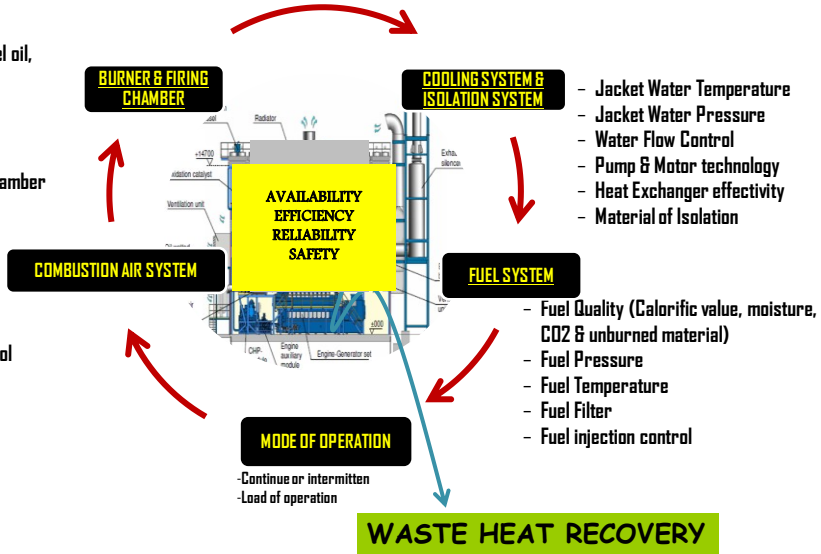 el oil,
BURNER & FIRING
CHAMBER
COOLING SYSTEM &
ISOLATION SYSTEM
- Jacket Water Temperature
- Jacket Water Pressure
- Water Flow Control
- Pump & Motor technology
- Heat Exchanger effectivity
- Material of Isolation
Radiator
+14700
Exha
silence
xidation catalyst
amber
Ventilation unit
AVAILABILITY
EFFICIENCY
RELIABILITY
SAFETY
COMBUSTION AIR SYSTEM
FUEL SYSTEM
- Fuel Quality (Calorific value, moisture,
CO2 & unburned material)
- Fuel Pressure
- Fuel Temperature
- Fuel Filter
- Fuel injection control
ol
±000
CHP-
Engine
auxiliary
module
Engine-Generator set
MODE OF OPERATION
-Continue or intermitten
-Load of operation
WASTE HEAT RECOVERY